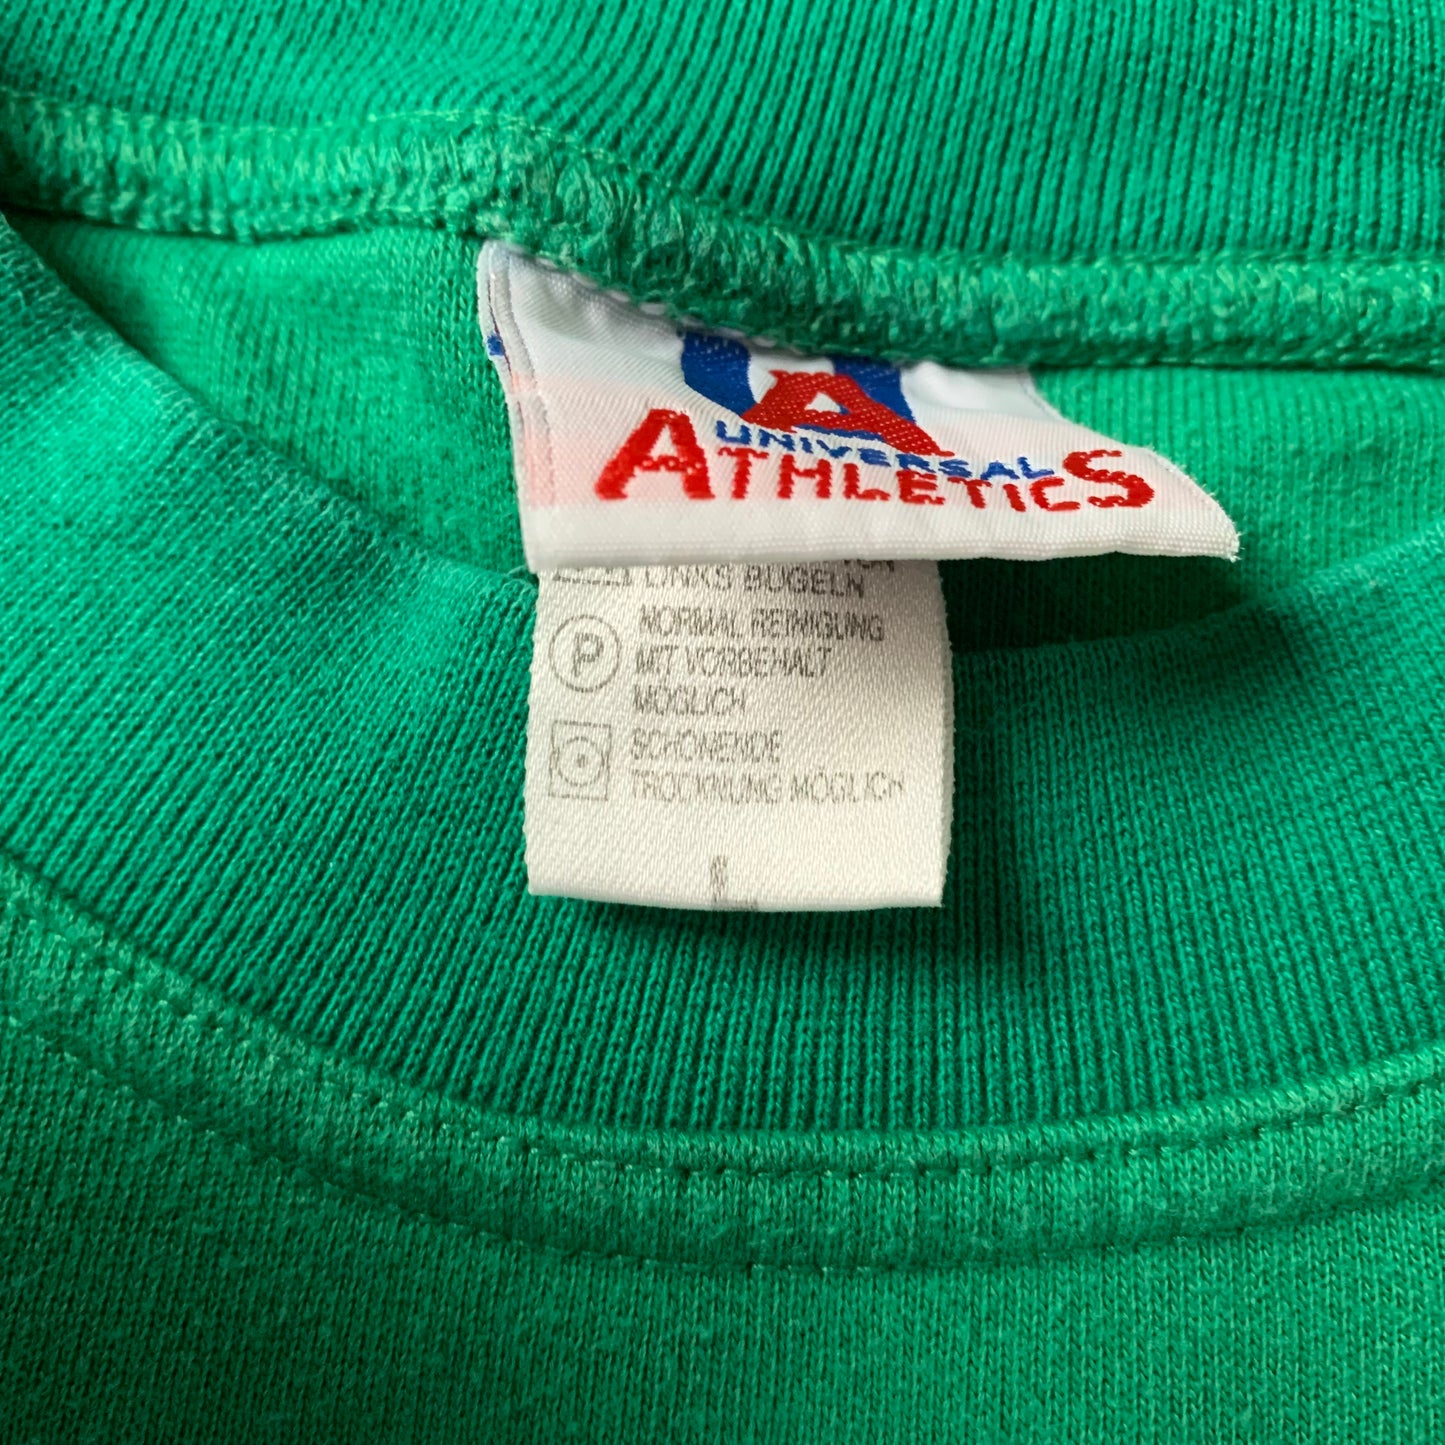 A
UNIVERSAL
ATHLETICS
LINKS BÜGELN
P
NORMAL REINIGUNG
MIT VORBEHALT
MÖGLICH
SCHONENDE
TROCKNUNG MÖGLICH
L